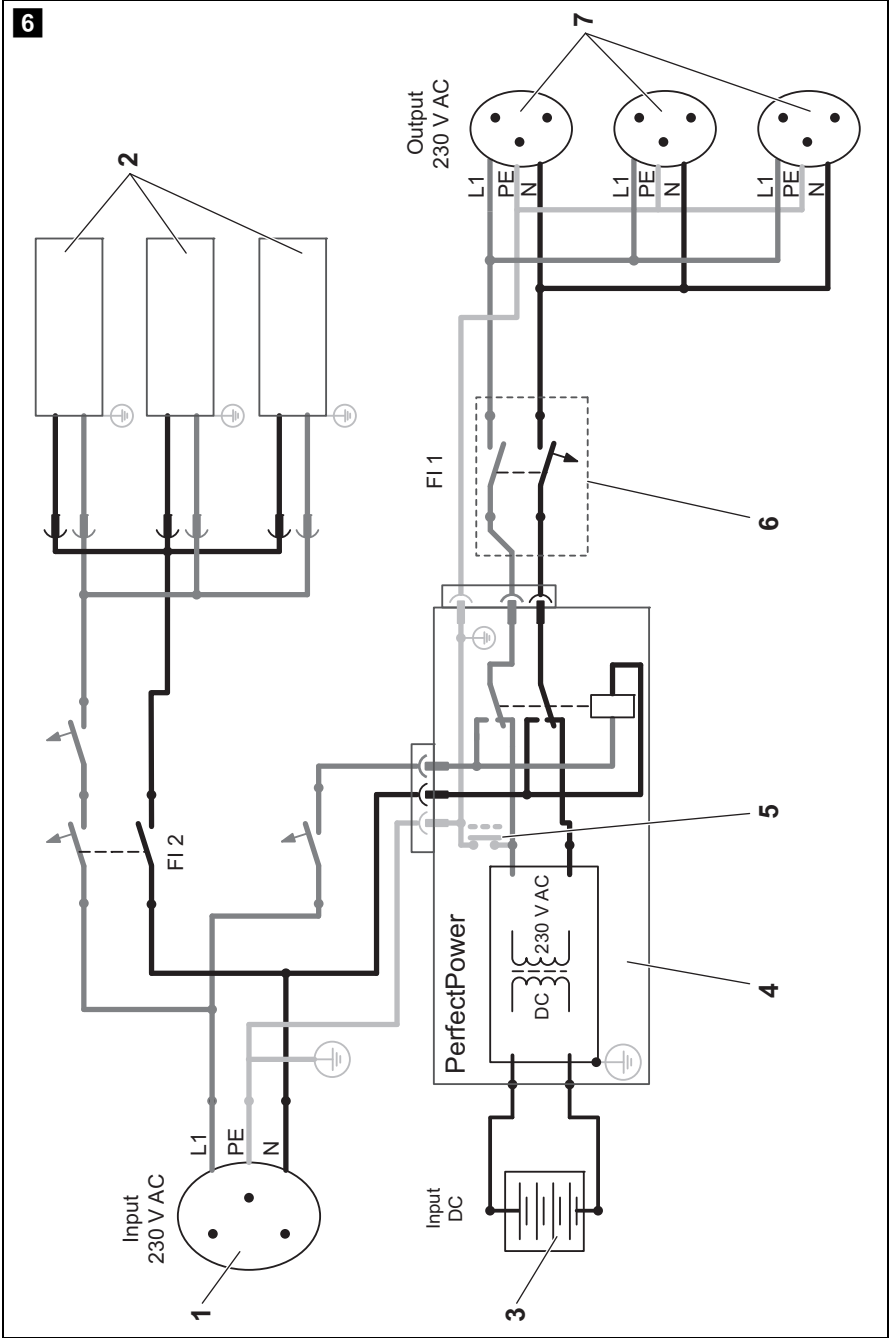 6
1
Input
230 V AC
L1
PE
N
2
FI 2
3
Input
DC
PerfectPower
DC
230 V AC
4
5
FI 1
6
Output
230 V AC
L1
PE
N
L1
PE
N
L1
PE
N
7